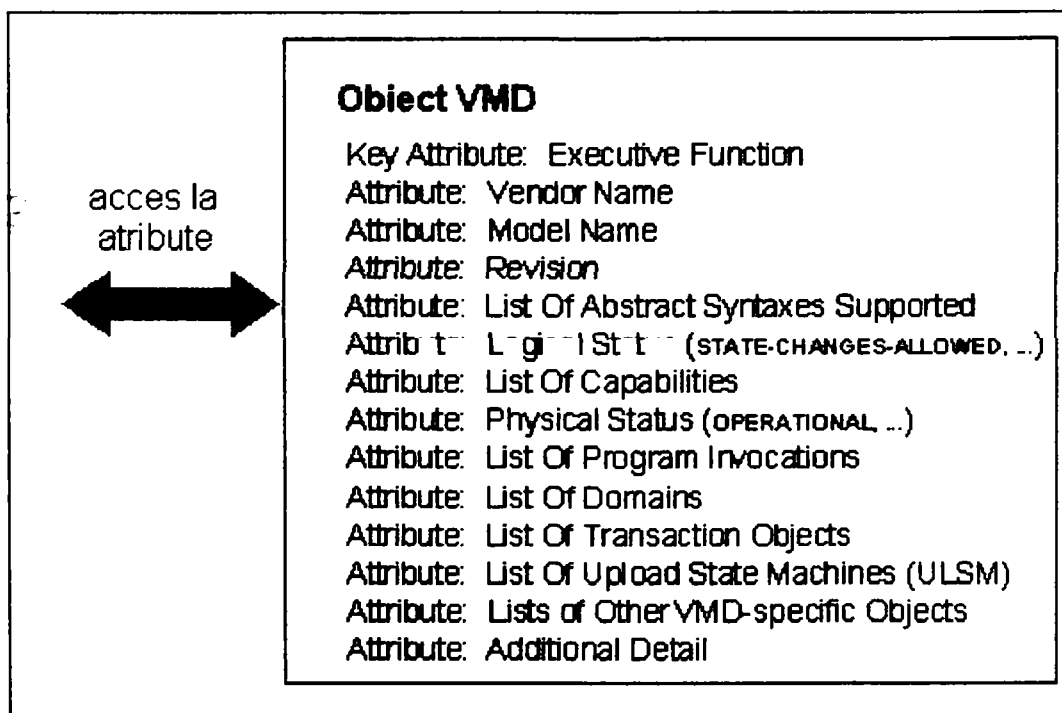 acces la
atribute
Obiect VMD
Key Attribute: Executive Function
Attribute: Vendor Name
Attribute: Model Name
Attribute: Revision
Attribute: List Of Abstract Syntaxes Supported
(STATE-CHANGES-ALLOWED, ...)
Attribute: List Of Capabilities
Attribute: Physical Status (OPERATIONAL, ...)
Attribute: List Of Program Invocations
Attribute: List Of Domains
Attribute: List Of Transaction Objects
Attribute: List Of Upload State Machines (ULSM)
Attribute: Lists of Other VMD-specific Objects
Attribute: Additional Detail